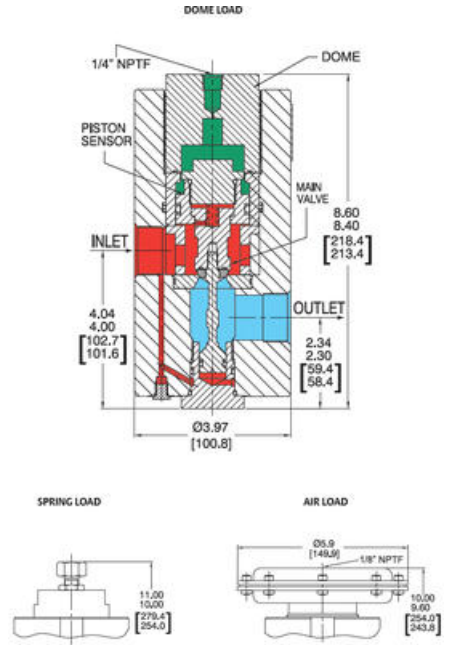 DOME LOAD
1/4" NPTF
DOME
PISTON
SENSOR
MAIN
VALVE
8.60
8.40
[218.4]
[213.4]
INLET
OUTLET
4.04
4.00
[102.7]
[101.6]
2.34
2.30
[59.4]
[58.4]
Ø3.97
[100.8]
SPRING LOAD
AIR LOAD
11.00
10.00
[279.4]
[254.0]
Ø5.9
[149.9]
1/8" NPTF
10.00
9.60
[254.0]
[243.8]